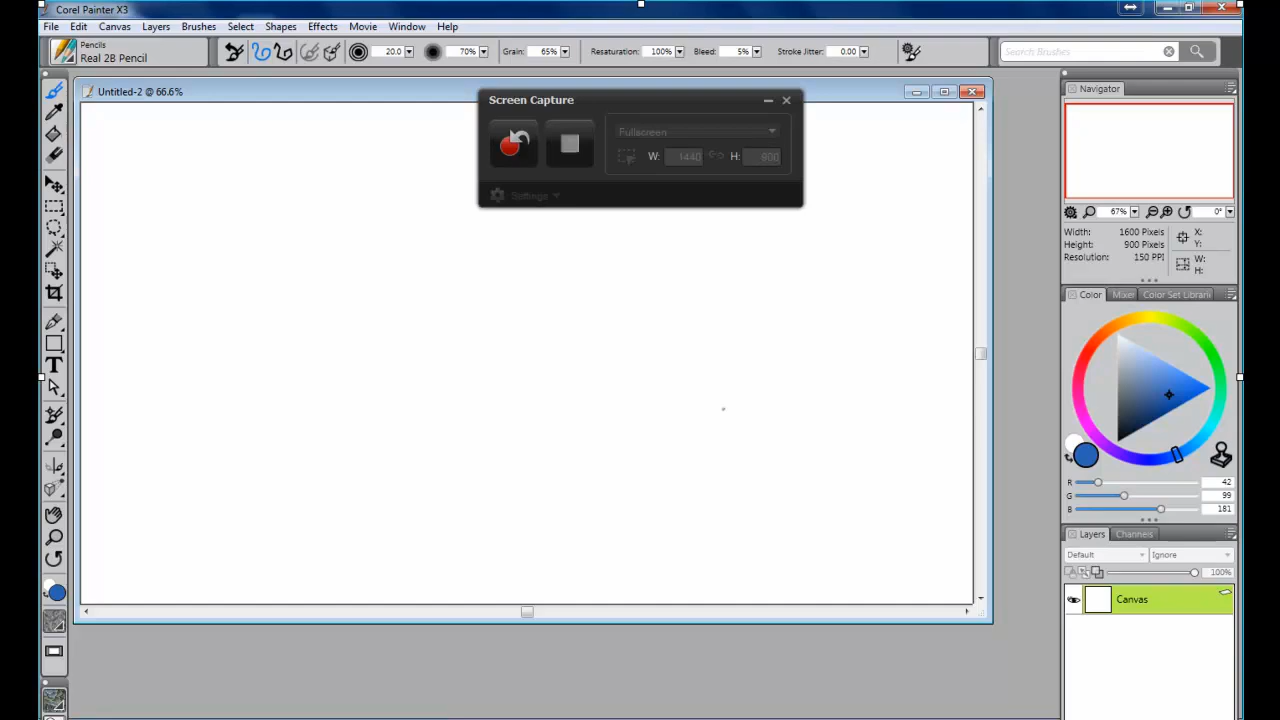 Corel Painter X3
File Edit Canvas Layers Brushes Select Shapes Effects Movie Window Help
Pencils
Real 2B Pencil
20.0 70% Grain: 65% Resaturation: 100% Bleed: 5% Stroke Jitter: 0.00
Search Brushes
Untitled-2 @ 66.6%
Screen Capture
Fullscreen
W: 1440 H: 900
Settings
Navigator
67% 0°
Width: 1600 Pixels X:
Height: 900 Pixels Y:
Resolution: 150 PPI W:
H:
Color Mixer Color Set Librari
R 42
G 99
B 181
Layers Channels
Default Ignore
100%
Canvas
T